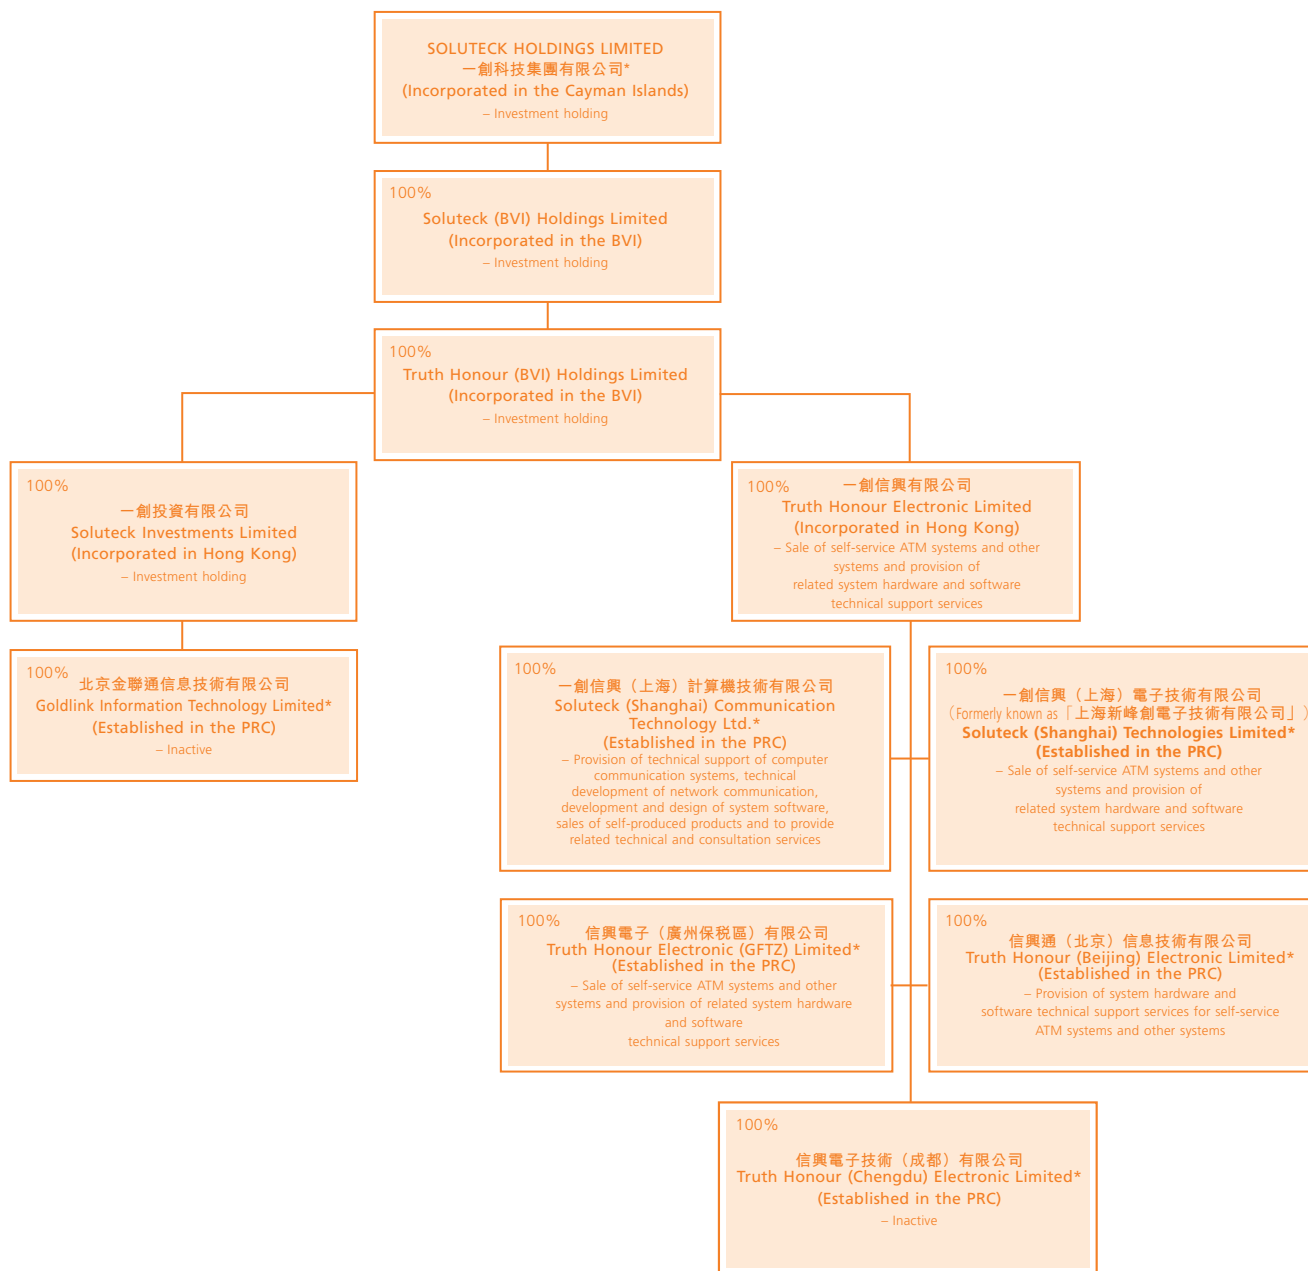 SOLUTECK HOLDINGS LIMITED
一創科技集團有限公司*
(Incorporated in the Cayman Islands)
– Investment holding
100%
Soluteck (BVI) Holdings Limited
(Incorporated in the BVI)
– Investment holding
100%
Truth Honour (BVI) Holdings Limited
(Incorporated in the BVI)
– Investment holding
100%
一創投資有限公司
Soluteck Investments Limited
(Incorporated in Hong Kong)
– Investment holding
100%
一創信興有限公司
Truth Honour Electronic Limited
(Incorporated in Hong Kong)
– Sale of self-service ATM systems and other
systems and provision of
related system hardware and software
technical support services
100%
北京金聯通信息技術有限公司
Goldlink Information Technology Limited*
(Established in the PRC)
– Inactive
100%
一創信興（上海）計算機技術有限公司
Soluteck (Shanghai) Communication
Technology Ltd.*
(Established in the PRC)
– Provision of technical support of computer
communication systems, technical
development of network communication,
development and design of system software,
sales of self-produced products and to provide
related technical and consultation services
100%
一創信興（上海）電子技術有限公司
（Formerly known as「上海新峰創電子技術有限公司」）
Soluteck (Shanghai) Technologies Limited*
(Established in the PRC)
– Sale of self-service ATM systems and other
systems and provision of
related system hardware and software
technical support services
100%
信興電子（廣州保税區）有限公司
Truth Honour Electronic (GFTZ) Limited*
(Established in the PRC)
– Sale of self-service ATM systems and other
systems and provision of related system hardware
and software
technical support services
100%
信興通（北京）信息技術有限公司
Truth Honour (Beijing) Electronic Limited*
(Established in the PRC)
– Provision of system hardware and
software technical support services for self-service
ATM systems and other systems
100%
信興電子技術（成都）有限公司
Truth Honour (Chengdu) Electronic Limited*
(Established in the PRC)
– Inactive